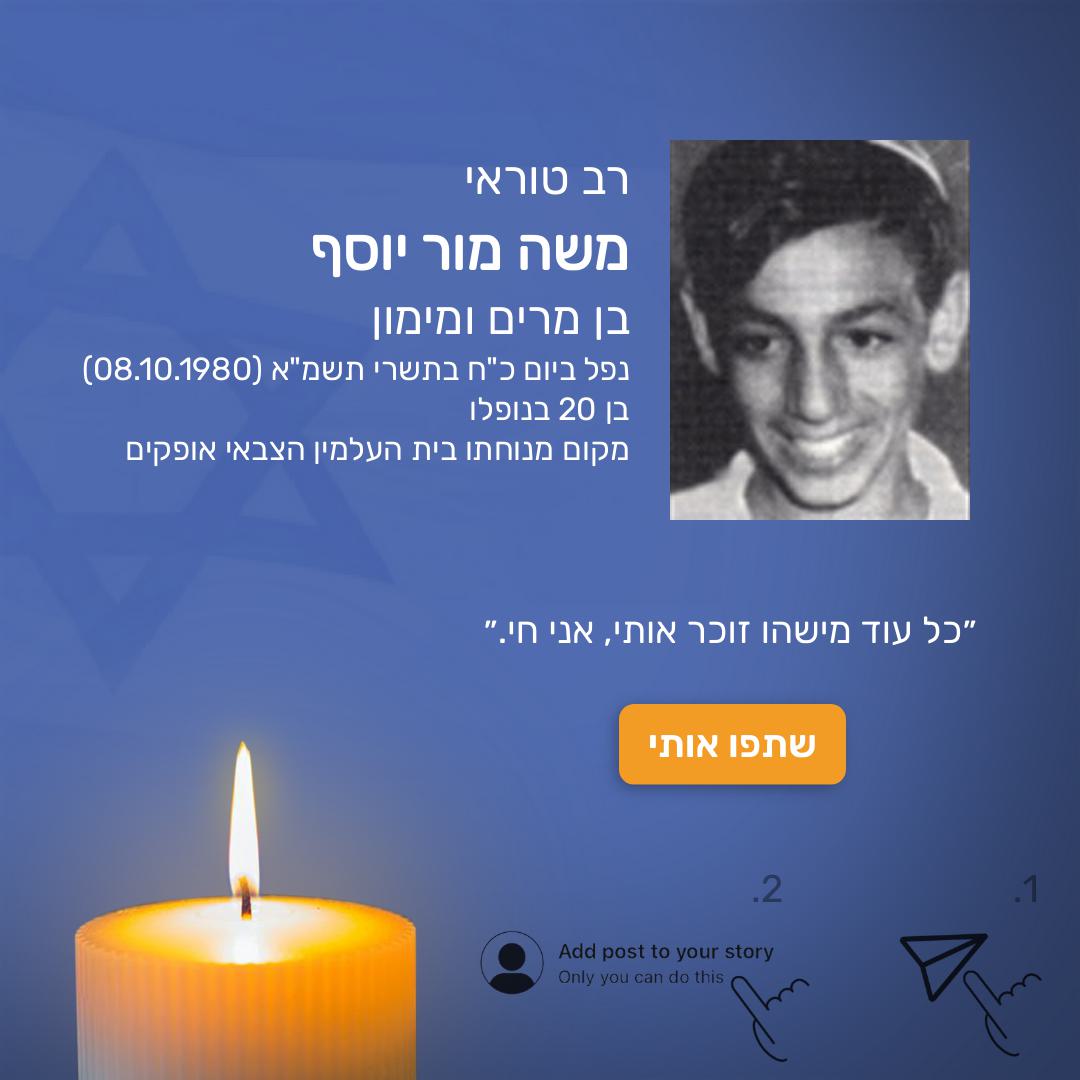 רב טוראי
משה מור יוסף
בן מרים ומימון
נפל ביום כ"ח בתשרי תשמ"א (08.10.1980)
בן 20 בנופלו
מקום מנוחתו בית העלמין הצבאי אופקים
״כל עוד מישהו זוכר אותי, אני חי.״
שתפו אותי
1.
2.
Add post to your story
Only you can do this